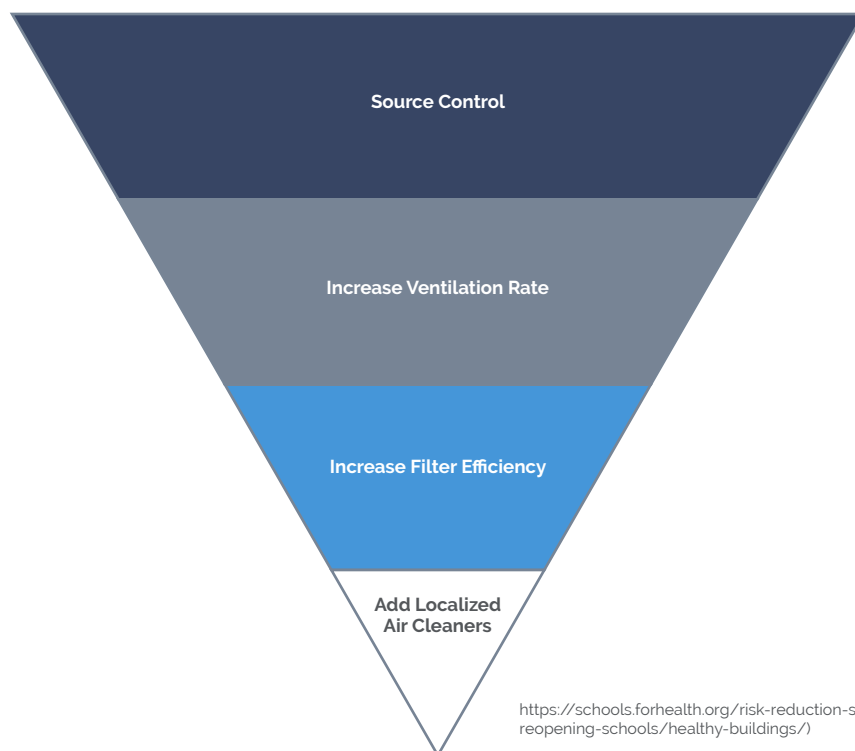 Source Control
Increase Ventilation Rate
Increase Filter Efficiency
Add Localized
Air Cleaners
https://schools.forhealth.org/risk-reduction-s
reopening-schools/healthy-buildings/)